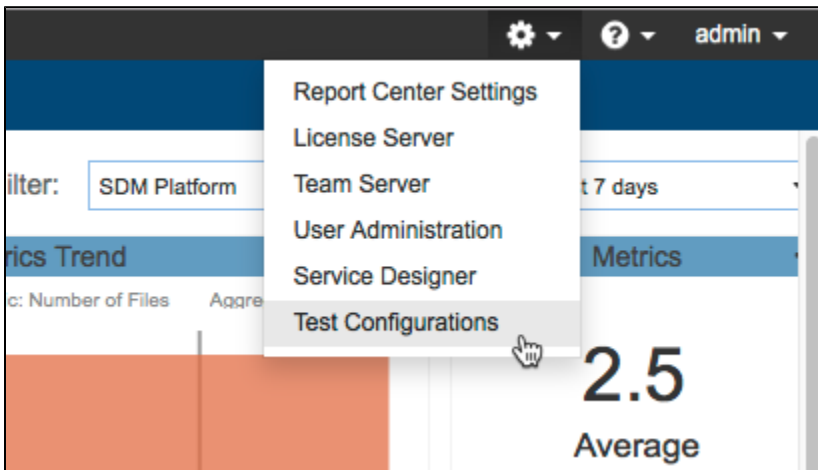 admin
Report Center Settings
License Server
Team Server
User Administration
Service Designer
Test Configurations
ilter: SDM Platform t 7 days
rics Trend Metrics
c: Number of Files Aggre
2.5
Average